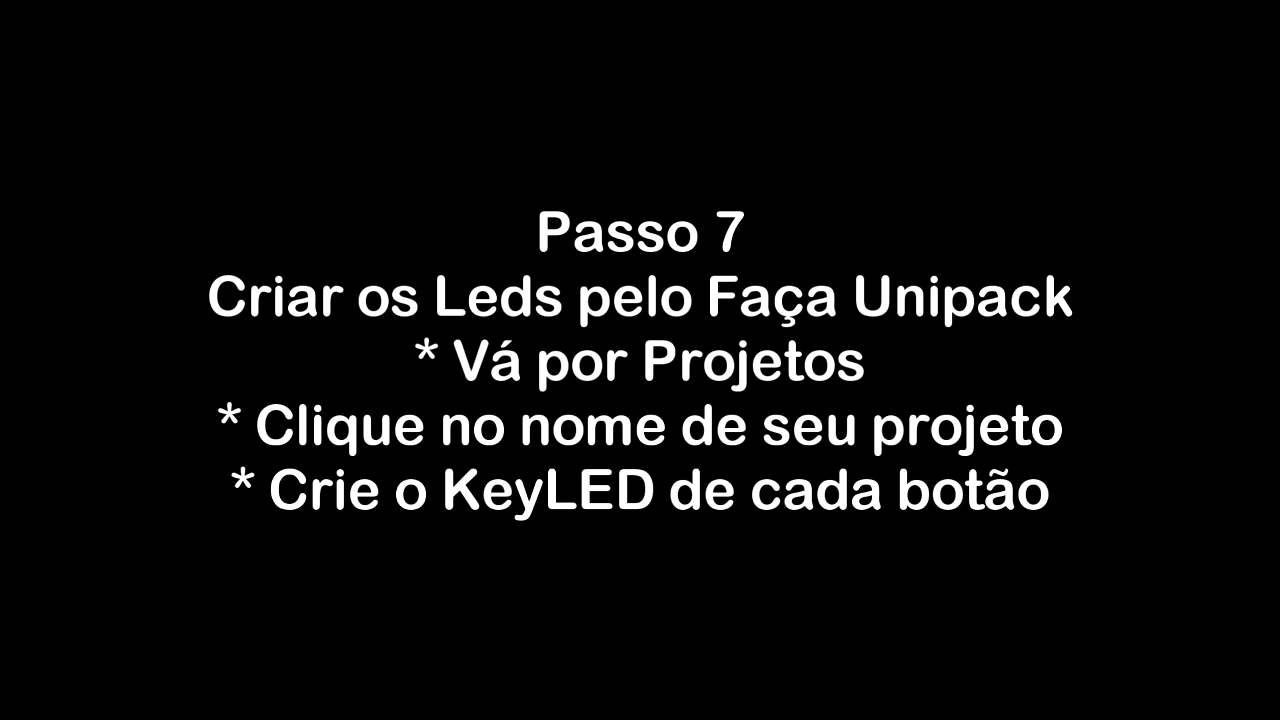 Passo 7
Criar os Leds pelo Faça Unipack
* Vá por Projetos
* Clique no nome de seu projeto
* Crie o KeyLED de cada botão